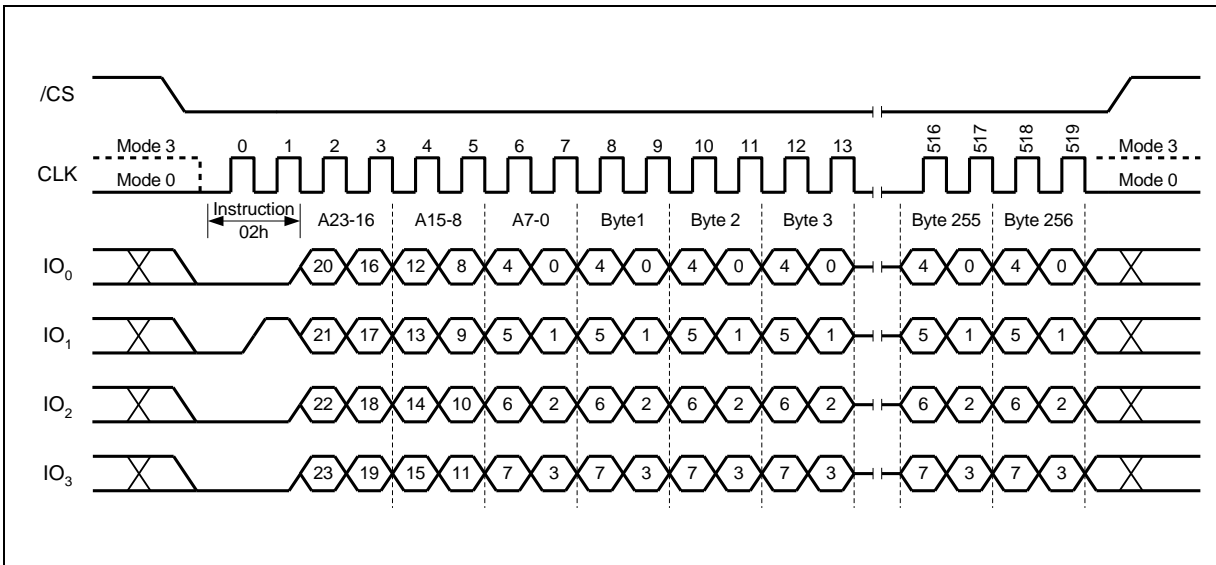 /CS
Mode 3 0 1 2 3 4 5 6 7 8 9 10 11 12 13 516 517 518 519 Mode 3
CLK
Mode 0 Mode 0
Instruction
02h
A23-16 A15-8 A7-0 Byte1 Byte 2 Byte 3 Byte 255 Byte 256
IO0 20 16 12 8 4 0 4 0 4 0 4 0 4 0 4 0
IO1 21 17 13 9 5 1 5 1 5 1 5 1 5 1 5 1
IO2 22 18 14 10 6 2 6 2 6 2 6 2 6 2 6 2
IO3 23 19 15 11 7 3 7 3 7 3 7 3 7 3 7 3